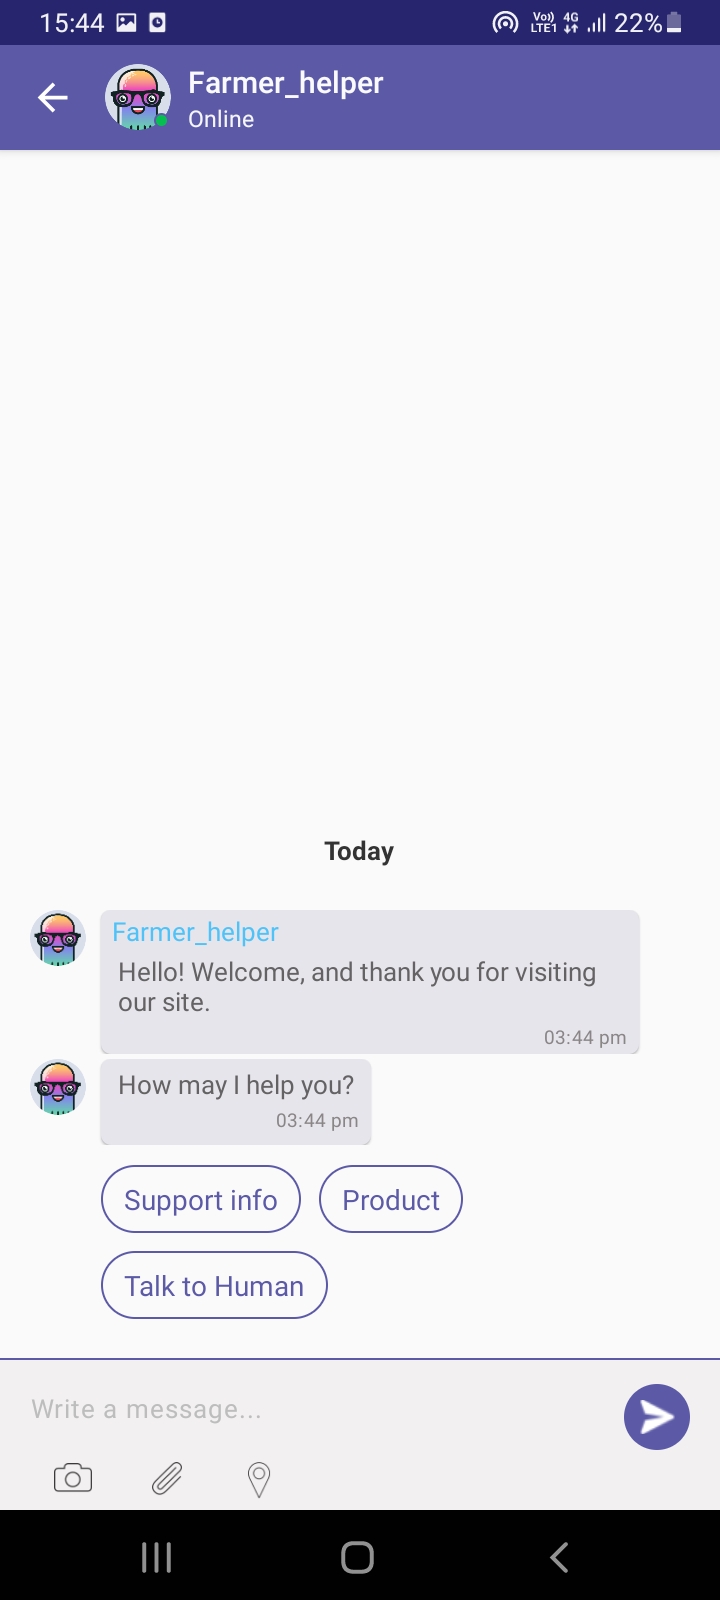 15:44
Vo)) LTE1 4G 22%
Farmer_helper
Online
Today
Farmer_helper
Hello! Welcome, and thank you for visiting
our site.
03:44 pm
How may I help you?
03:44 pm
Support info Product
Talk to Human
Write a message...